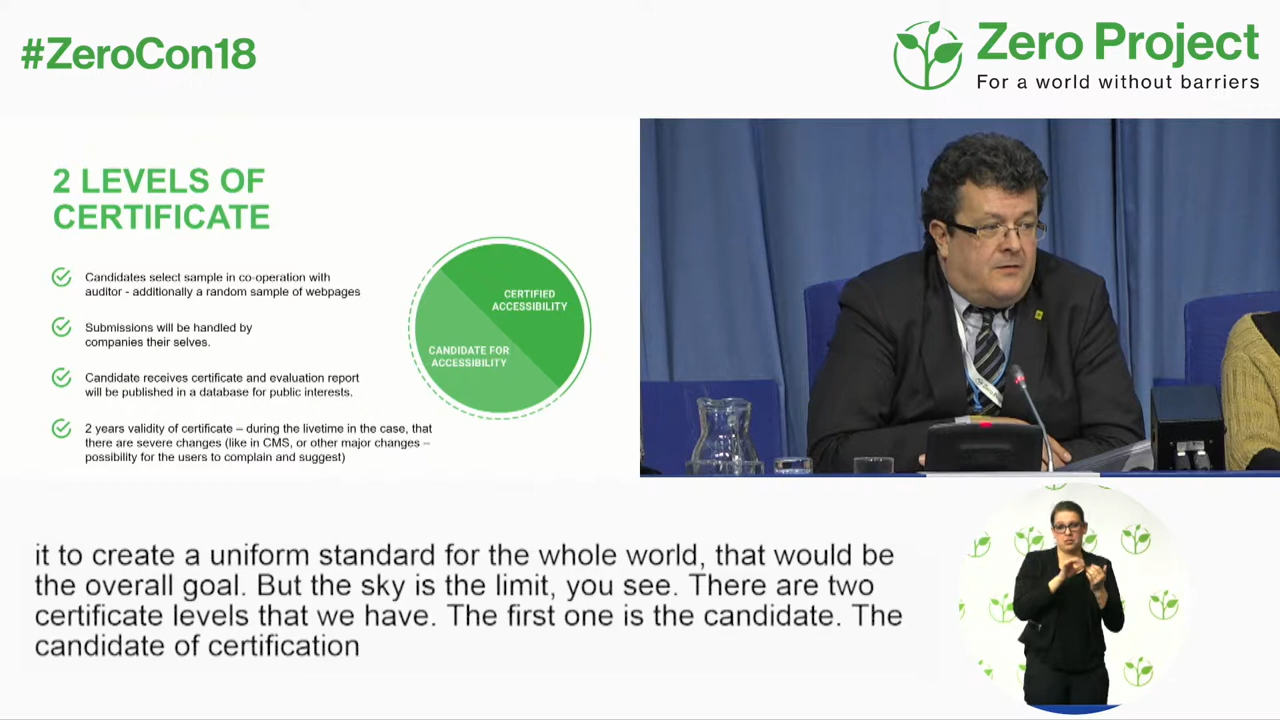 #ZeroCon18
Zero Project
For a world without barriers
2 LEVELS OF
CERTIFICATE
Candidates select sample in co-operation with
auditor - additionally a random sample of webpages
Submissions will be handled by
companies their selves.
Candidate receives certificate and evaluation report
will be published in a database for public interests.
2 years validity of certificate – during the livetime in the case, that
there are severe changes (like in CMS, or other major changes –
possibility for the users to complain and suggest)
CERTIFIED
ACCESSIBILITY
CANDIDATE FOR
ACCESSIBILITY
it to create a uniform standard for the whole world, that would be
the overall goal. But the sky is the limit, you see. There are two
certificate levels that we have. The first one is the candidate. The
candidate of certification